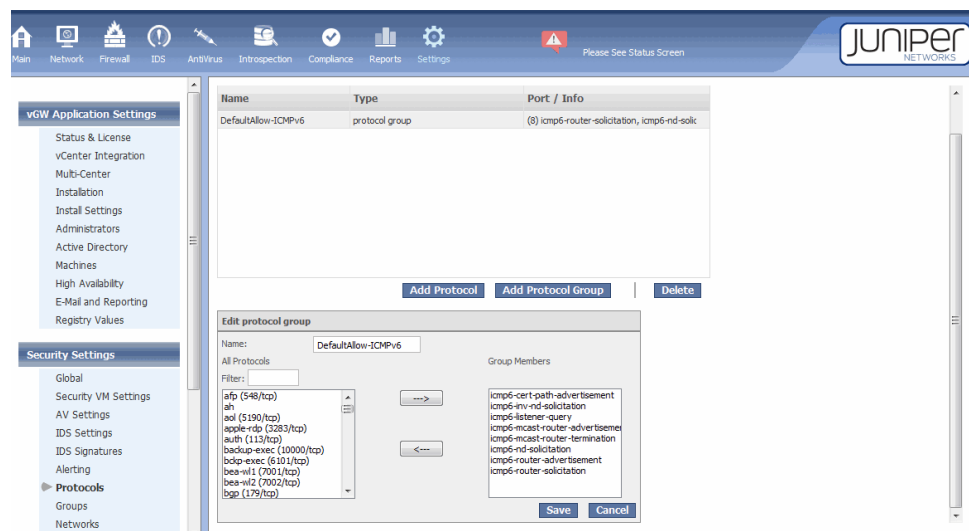 Main Network Firewall IDS AntiVirus Introspection Compliance Reports Settings
Please See Status Screen
JUNIPER
NETWORKS
vGW Application Settings
Status & License
vCenter Integration
Multi-Center
Installation
Install Settings
Administrators
Active Directory
Machines
High Availability
E-Mail and Reporting
Registry Values
Security Settings
Global
Security VM Settings
AV Settings
IDS Settings
IDS Signatures
Alerting
Protocols
Groups
Networks
Name Type Port / Info
DefaultAllow-ICMPv6 protocol group (8) icmp6-router-solicitation, icmp6-nd-solic
Add Protocol Add Protocol Group | Delete
Edit protocol group
Name: DefaultAllow-ICMPv6
All Protocols Group Members
Filter:
afp (548/tcp)
ah
aol (5190/tcp)
apple-rdp (3283/tcp)
auth (113/tcp)
backup-exec (10000/tcp)
bckp-exec (6101/tcp)
bea-wl1 (7001/tcp)
bea-wl2 (7002/tcp)
bgp (179/tcp)
--->
<---
icmp6-cert-path-advertisement
icmp6-inv-nd-solicitation
icmp6-listener-query
icmp6-mcast-router-advertisemen
icmp6-mcast-router-termination
icmp6-nd-solicitation
icmp6-router-advertisement
icmp6-router-solicitation
Save Cancel